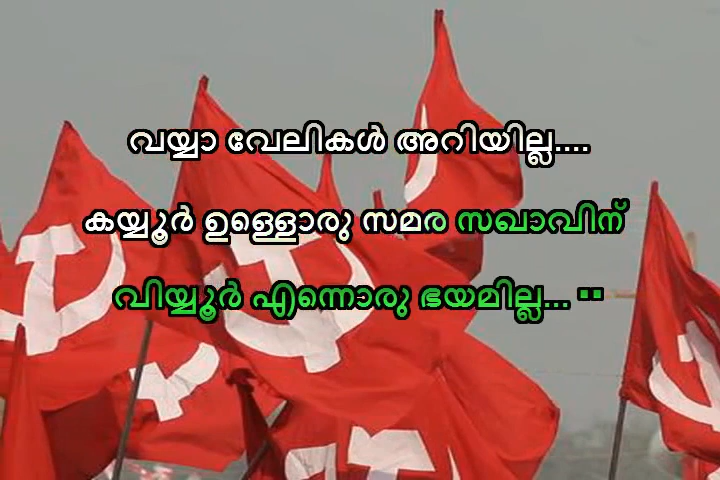 വയ്യാ വേലികൾ അറിയില്ല....
കയ്യൂർ ഉള്ളൊരു സമര സഖാവിന്
വിയ്യൂർ എന്നൊരു ഭയമില്ല...